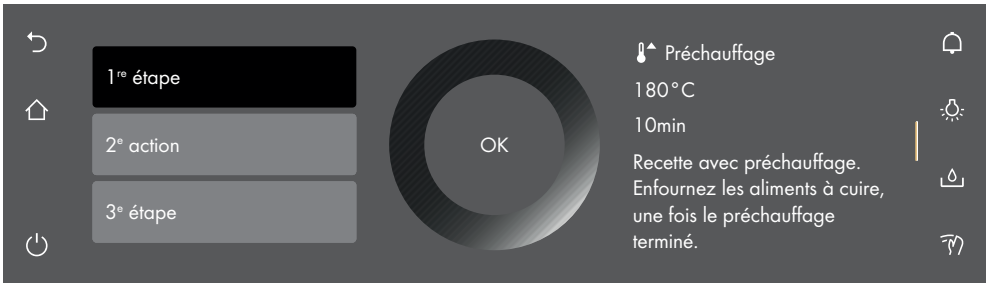 1ʳᵉ étape
2ᵉ action
3ᵉ étape
OK
Préchauffage
180°C
10min
Recette avec préchauffage.
Enfournez les aliments à cuire,
une fois le préchauffage
terminé.